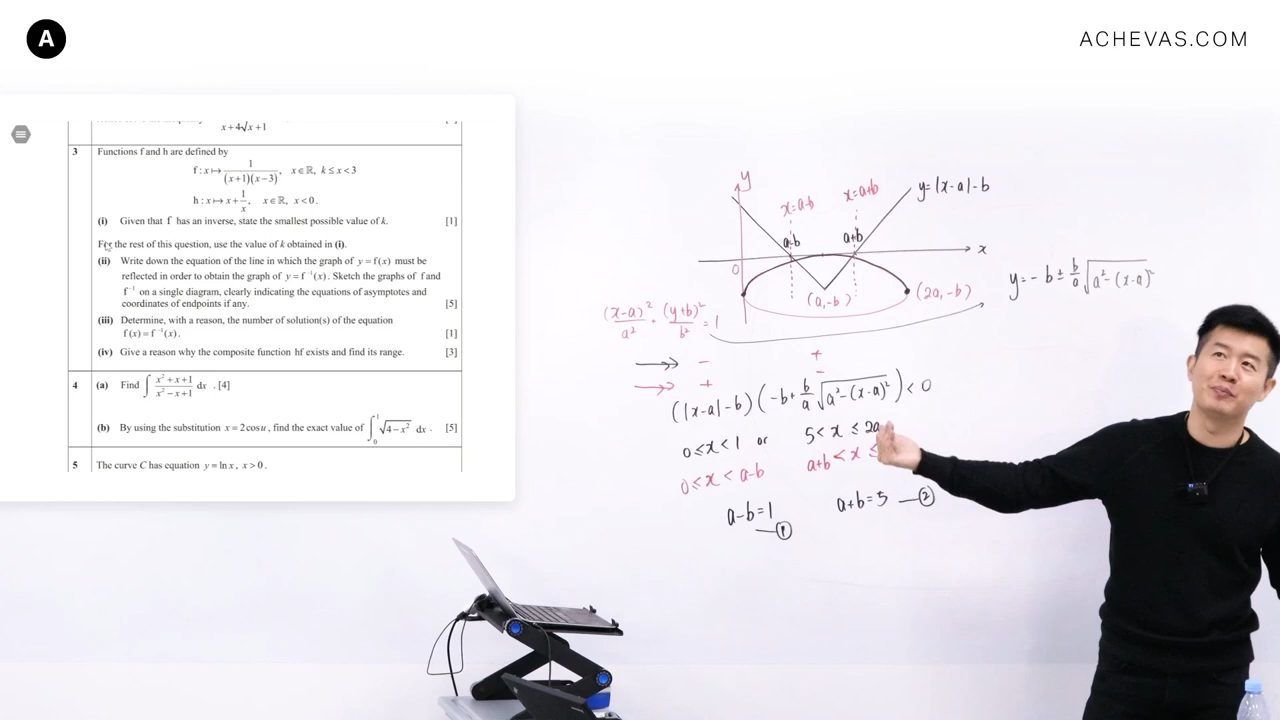 A
ACHEVAS.COM
x+4√x+1
3 Functions f and h are defined by
f : x ↦ 1/((x+1)(x−3)), x∈ℝ, k ≤ x < 3
h : x ↦ x + 1/x, x∈ℝ, x < 0.
(i) Given that f has an inverse, state the smallest possible value of k. [1]
For the rest of this question, use the value of k obtained in (i).
(ii) Write down the equation of the line in which the graph of y = f(x) must be
reflected in order to obtain the graph of y = f⁻¹(x). Sketch the graphs of f and
f⁻¹ on a single diagram, clearly indicating the equations of asymptotes and
coordinates of endpoints if any. [5]
(iii) Determine, with a reason, the number of solution(s) of the equation
f(x) = f⁻¹(x). [1]
(iv) Give a reason why the composite function hf exists and find its range. [3]
4 (a) Find ∫ (x²+x+1)/(x²−x+1) dx . [4]
(b) By using the substitution x = 2cosu, find the exact value of ∫₀¹ √(4−x²) dx . [5]
5 The curve C has equation y = ln x, x > 0.
y
x=a-b
x=a+b
y=|x-a|-b
a-b
a+b
x
0
(a,-b)
(2a,-b)
y=-b±b/a√(a²-(x-a)²
(x-a)²/a² + (y+b)²/b² = 1
- +
+ -
(|x-a|-b)(-b+b/a√(a²-(x-a)²)<0
0≤x<1 or 5<x≤2a
0≤x<a-b a+b<x≤
a-b=1 —①
a+b=5 —②